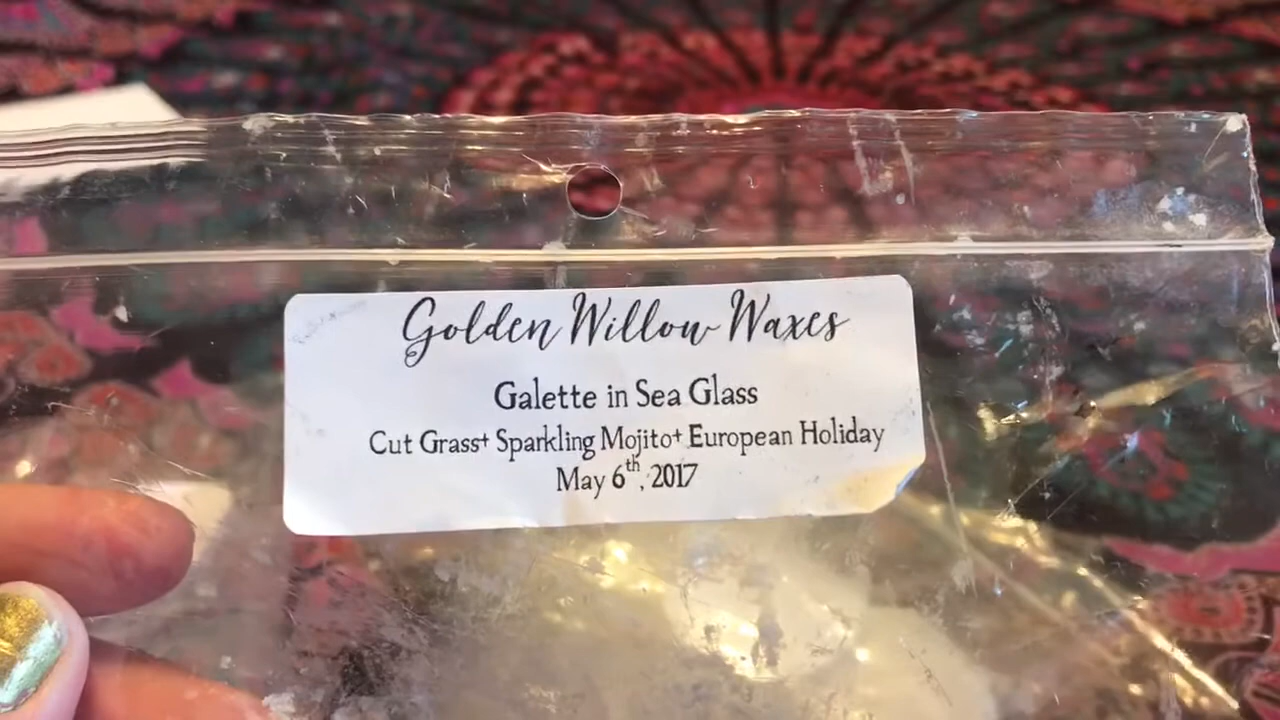 Golden Willow Waxes
Galette in Sea Glass
Cut Grass+ Sparkling Mojito+ European Holiday
May 6th, 2017